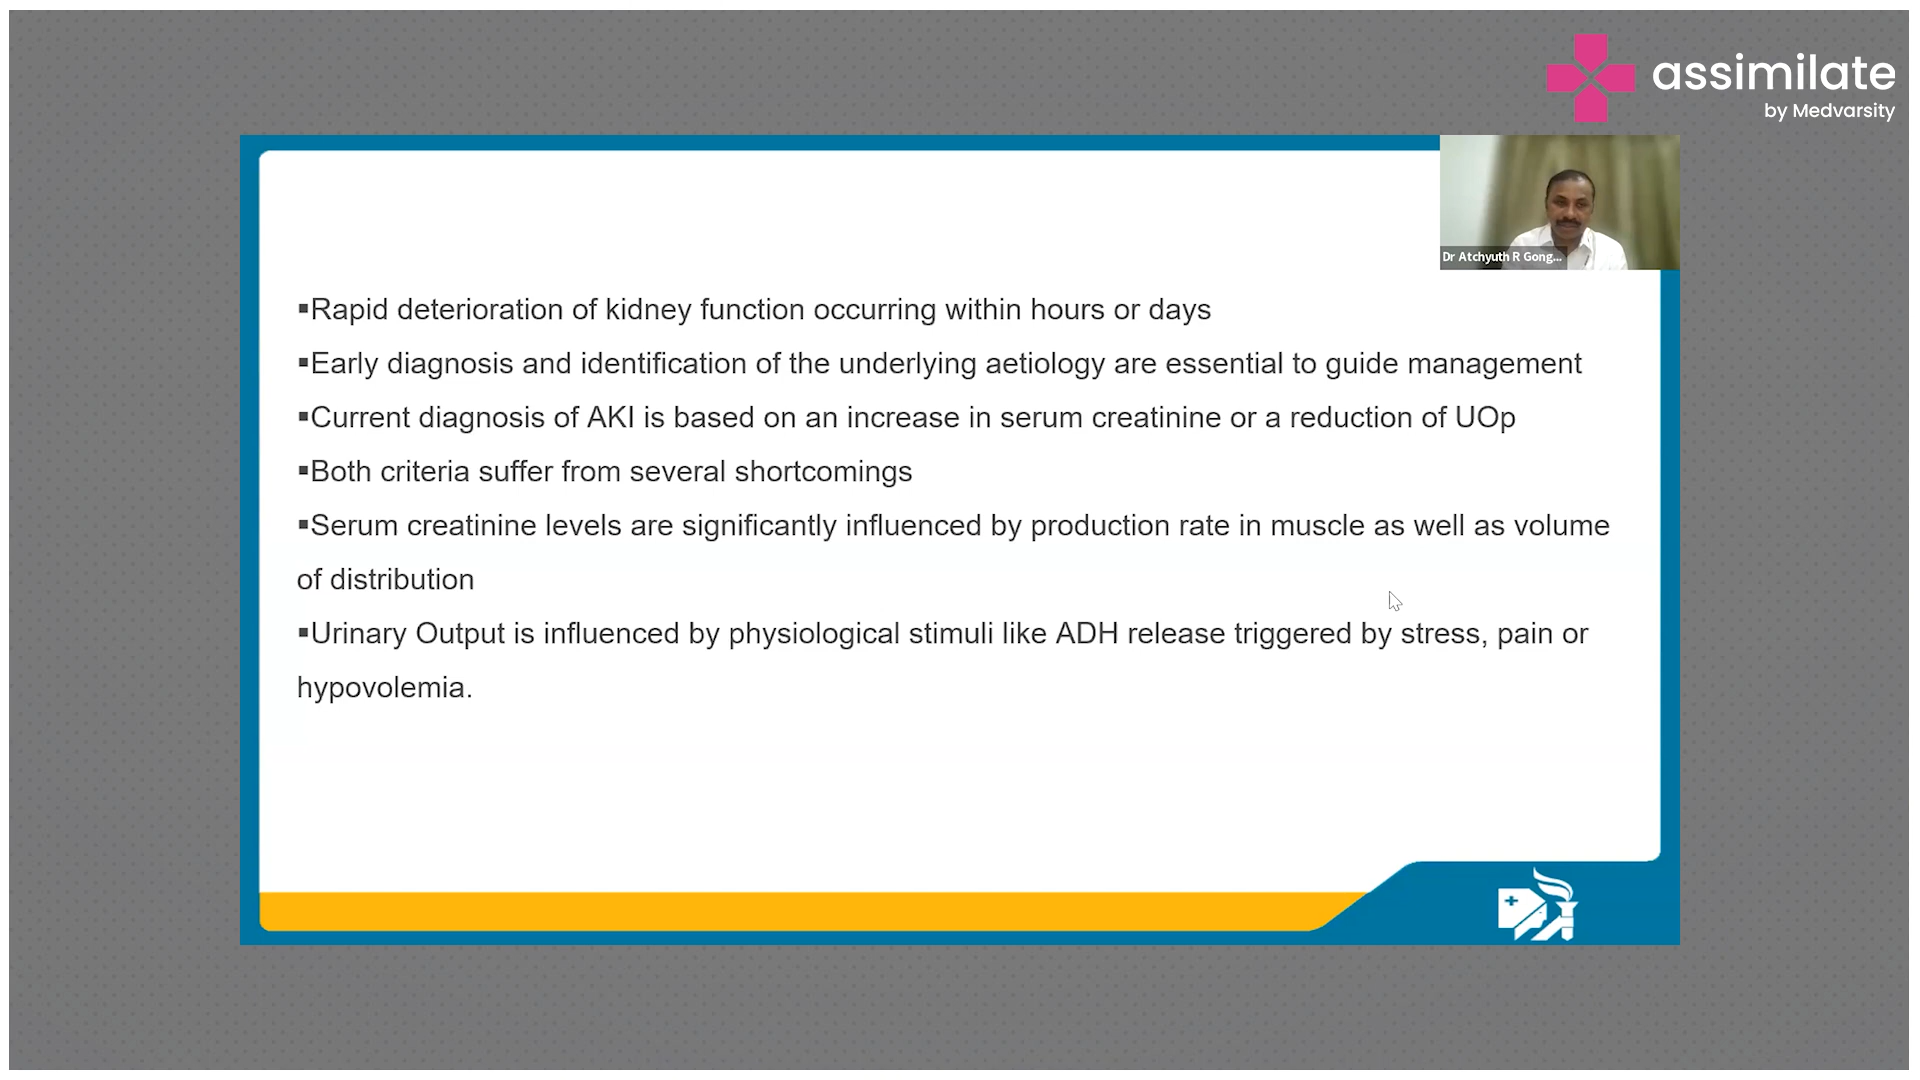 assimilate
by Medvarsity
Dr Atchyuth R Gong...
▪Rapid deterioration of kidney function occurring within hours or days
▪Early diagnosis and identification of the underlying aetiology are essential to guide management
▪Current diagnosis of AKI is based on an increase in serum creatinine or a reduction of UOp
▪Both criteria suffer from several shortcomings
▪Serum creatinine levels are significantly influenced by production rate in muscle as well as volume
of distribution
▪Urinary Output is influenced by physiological stimuli like ADH release triggered by stress, pain or
hypovolemia.